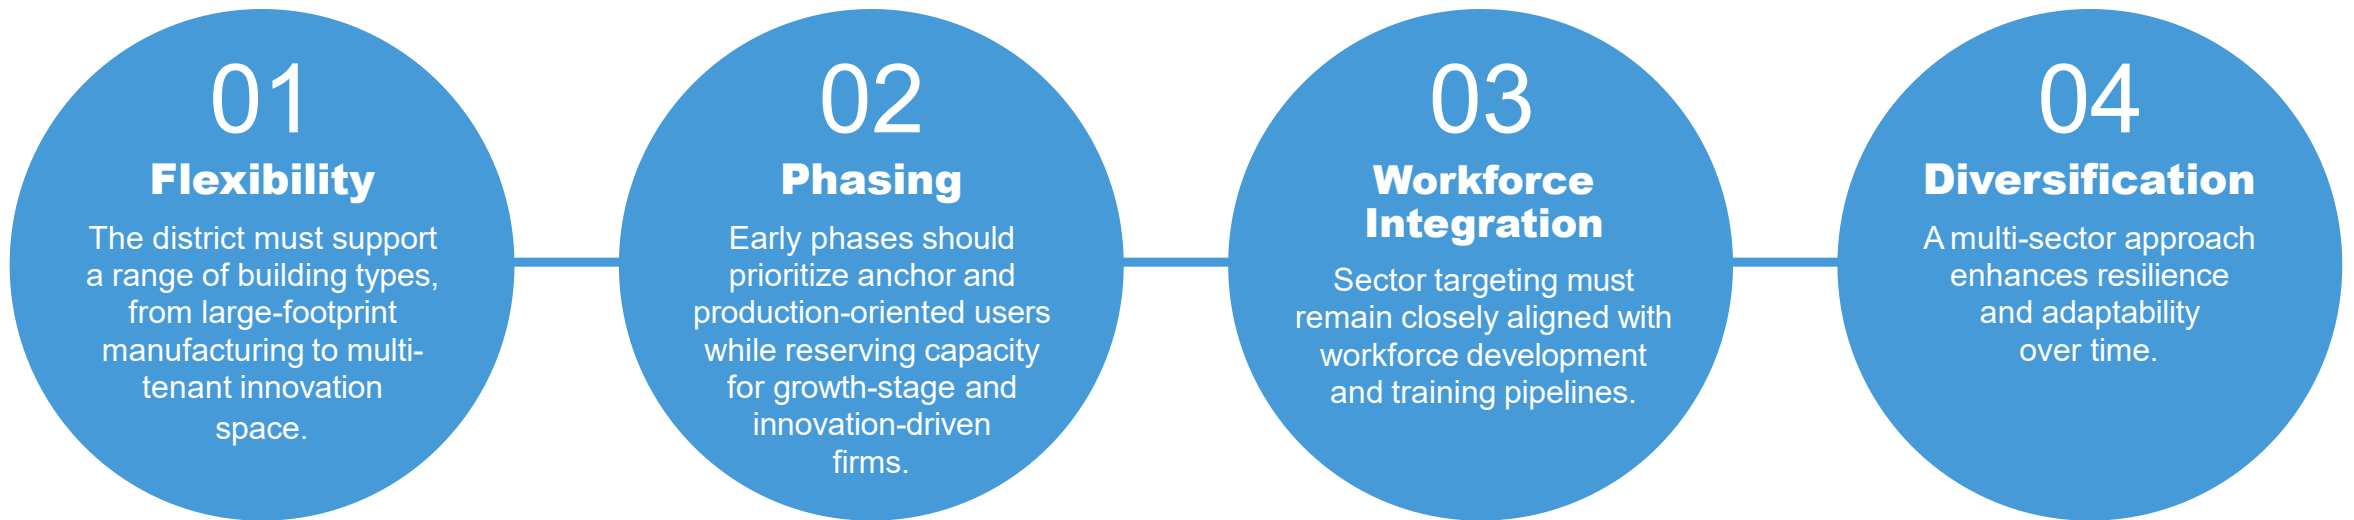 01
Flexibility
The district must support
a range of building types,
from large-footprint
manufacturing to multi-
tenant innovation
space.
02
Phasing
Early phases should
prioritize anchor and
production-oriented users
while reserving capacity
for growth-stage and
innovation-driven
firms.
03
Workforce
Integration
Sector targeting must
remain closely aligned with
workforce development
and training pipelines.
04
Diversification
A multi-sector approach
enhances resilience
and adaptability
over time.